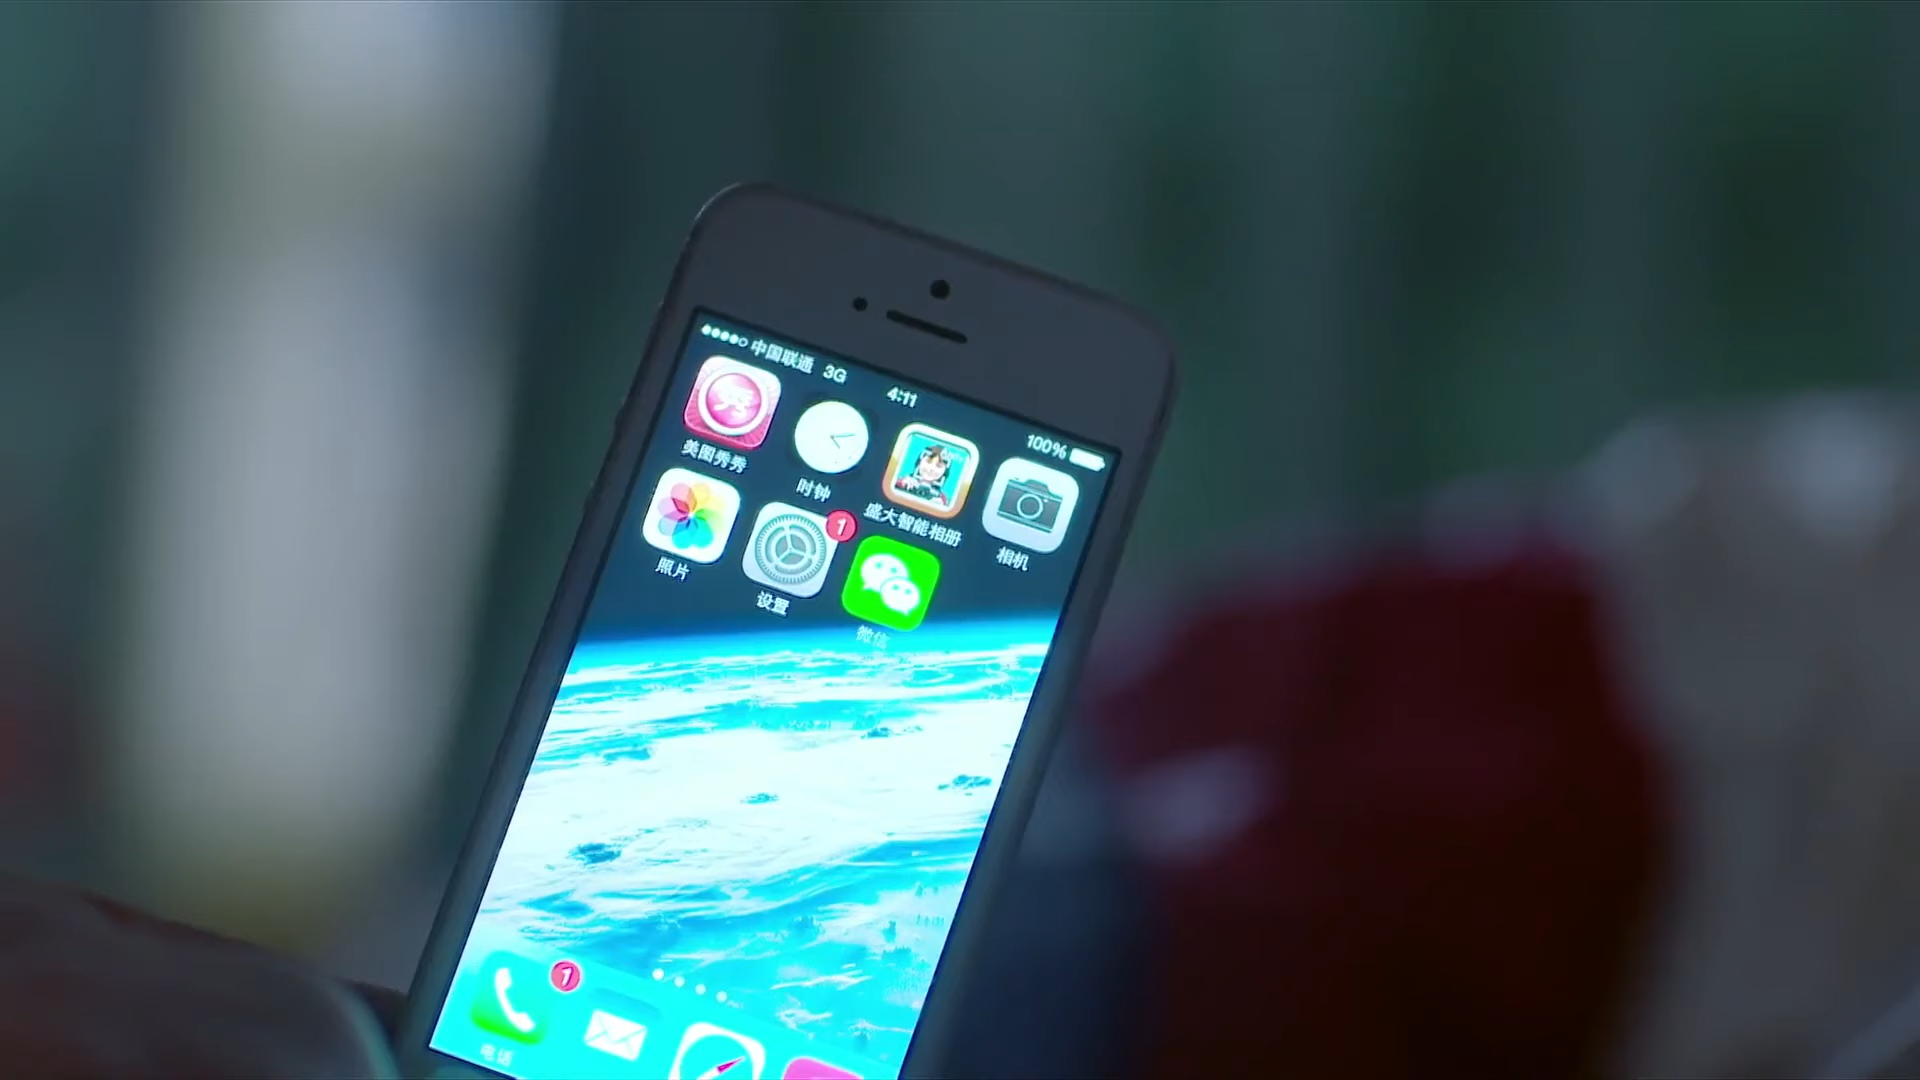 中国联通 3G 4:11 100%
美图秀秀 时钟 盛大智能相册 相机
照片 设置 1 微信
1
电话